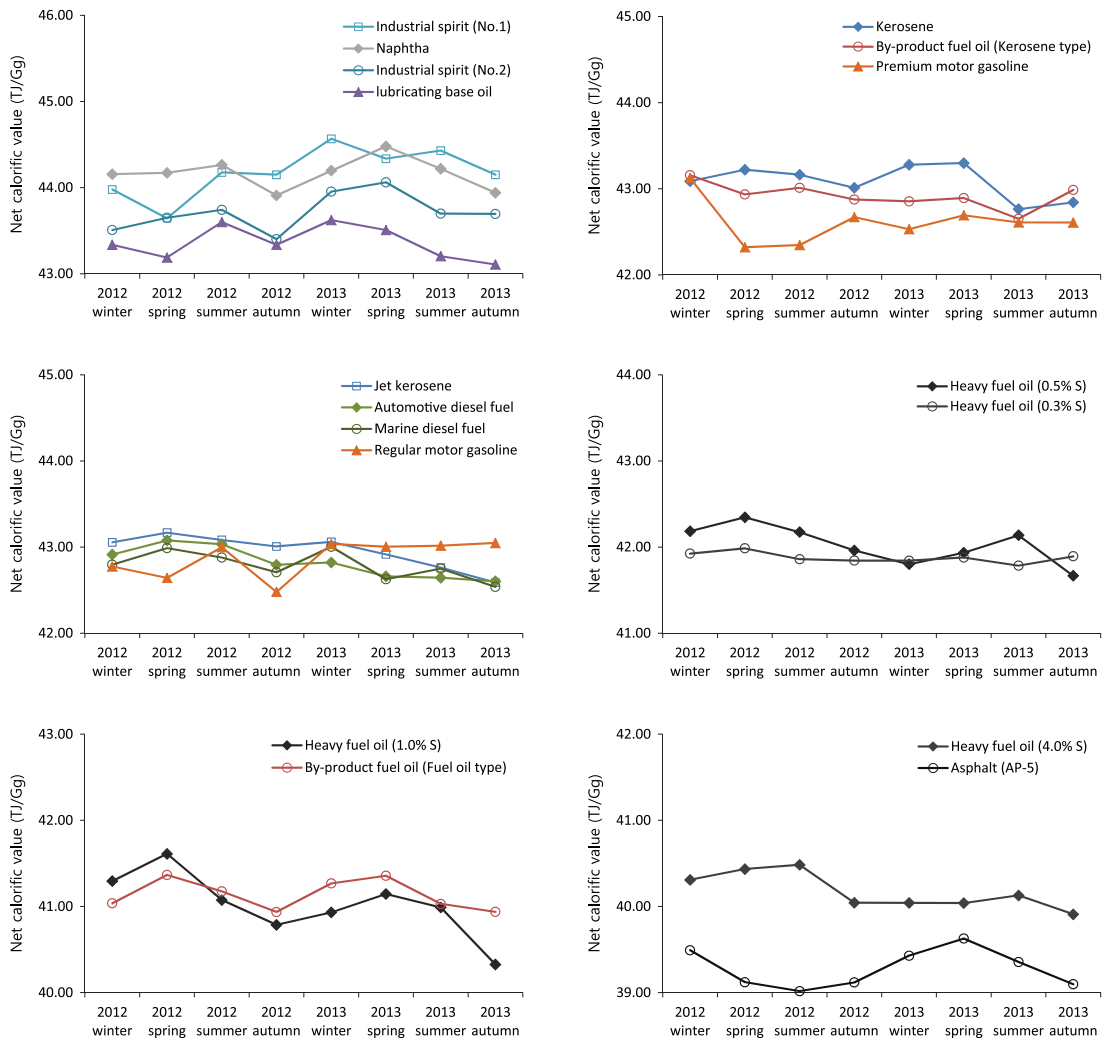 Net calorific value (TJ/Gg)
46.00
45.00
44.00
43.00
Industrial spirit (No.1)
Naphtha
Industrial spirit (No.2)
lubricating base oil
2012 2012 2012 2012 2013 2013 2013 2013
winter spring summer autumn winter spring summer autumn
Net calorific value (TJ/Gg)
45.00
44.00
43.00
42.00
Kerosene
By-product fuel oil (Kerosene type)
Premium motor gasoline
2012 2012 2012 2012 2013 2013 2013 2013
winter spring summer autumn winter spring summer autumn
Net calorific value (TJ/Gg)
45.00
44.00
43.00
42.00
Jet kerosene
Automotive diesel fuel
Marine diesel fuel
Regular motor gasoline
2012 2012 2012 2012 2013 2013 2013 2013
winter spring summer autumn winter spring summer autumn
Net calorific value (TJ/Gg)
44.00
43.00
42.00
41.00
Heavy fuel oil (0.5% S)
Heavy fuel oil (0.3% S)
2012 2012 2012 2012 2013 2013 2013 2013
winter spring summer autumn winter spring summer autumn
Net calorific value (TJ/Gg)
43.00
42.00
41.00
40.00
Heavy fuel oil (1.0% S)
By-product fuel oil (Fuel oil type)
2012 2012 2012 2012 2013 2013 2013 2013
winter spring summer autumn winter spring summer autumn
Net calorific value (TJ/Gg)
42.00
41.00
40.00
39.00
Heavy fuel oil (4.0% S)
Asphalt (AP-5)
2012 2012 2012 2012 2013 2013 2013 2013
winter spring summer autumn winter spring summer autumn